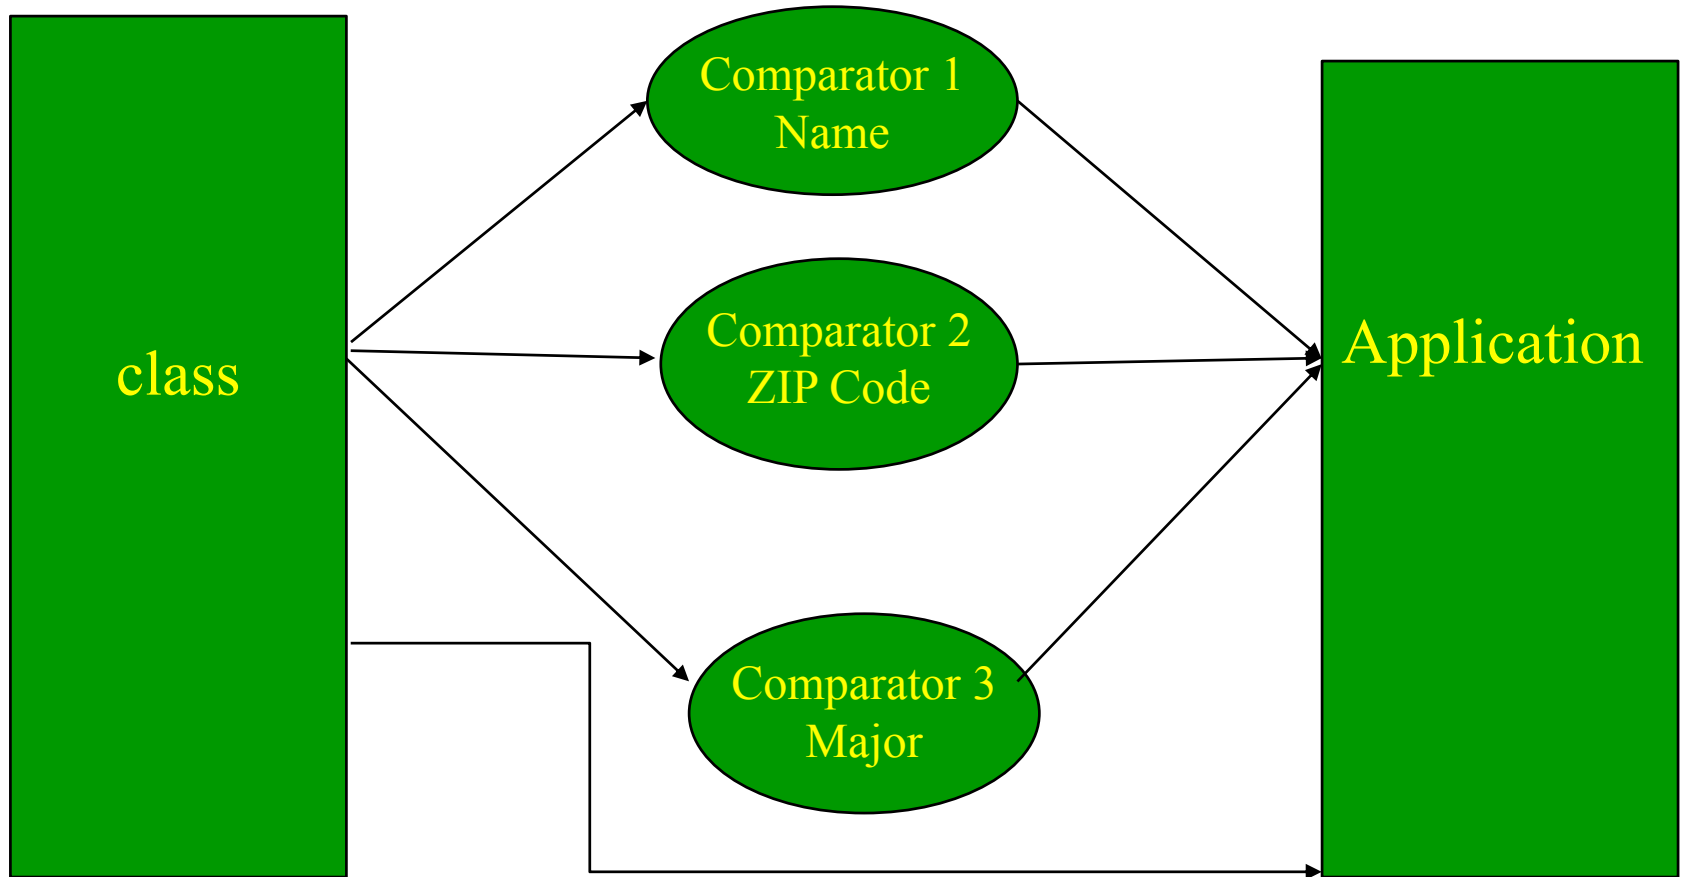 class
Comparator 1
Name
Comparator 2
ZIP Code
Comparator 3
Major
Application